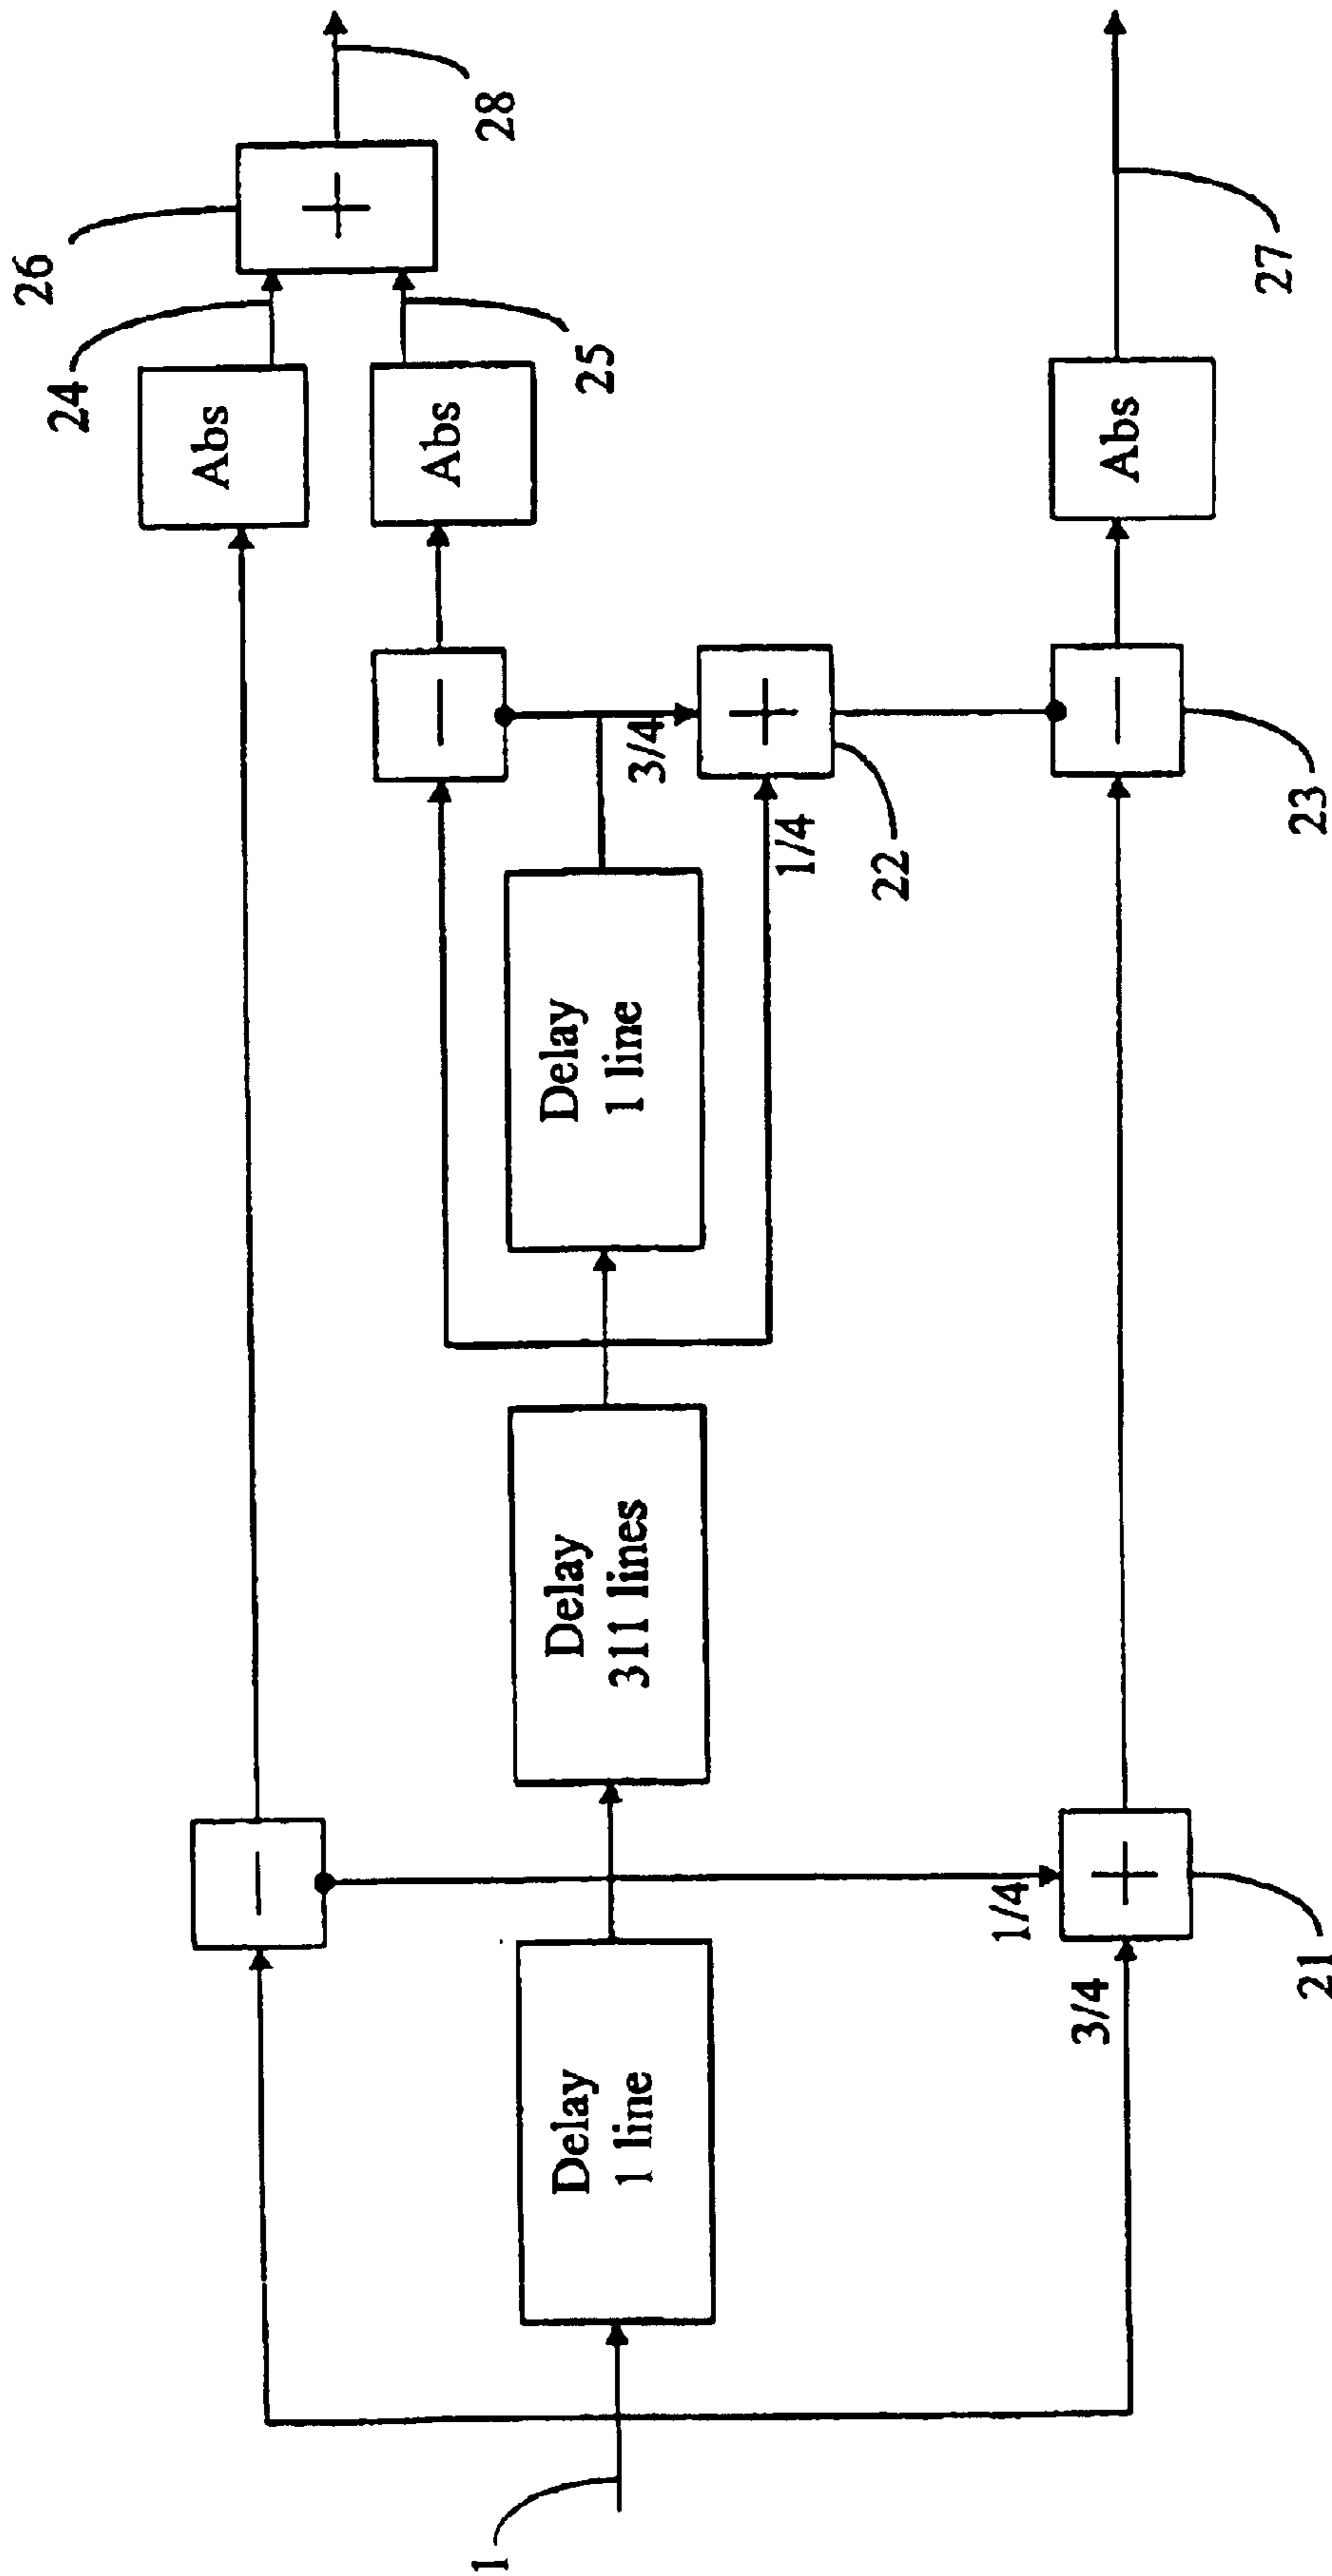 26
24
28
Abs
Abs
25
—
Delay
1 line
3/4
+
1/4
22
—
23
Abs
27
—
Delay
311 lines
Delay
1 line
1/4
+
3/4
21
1
+